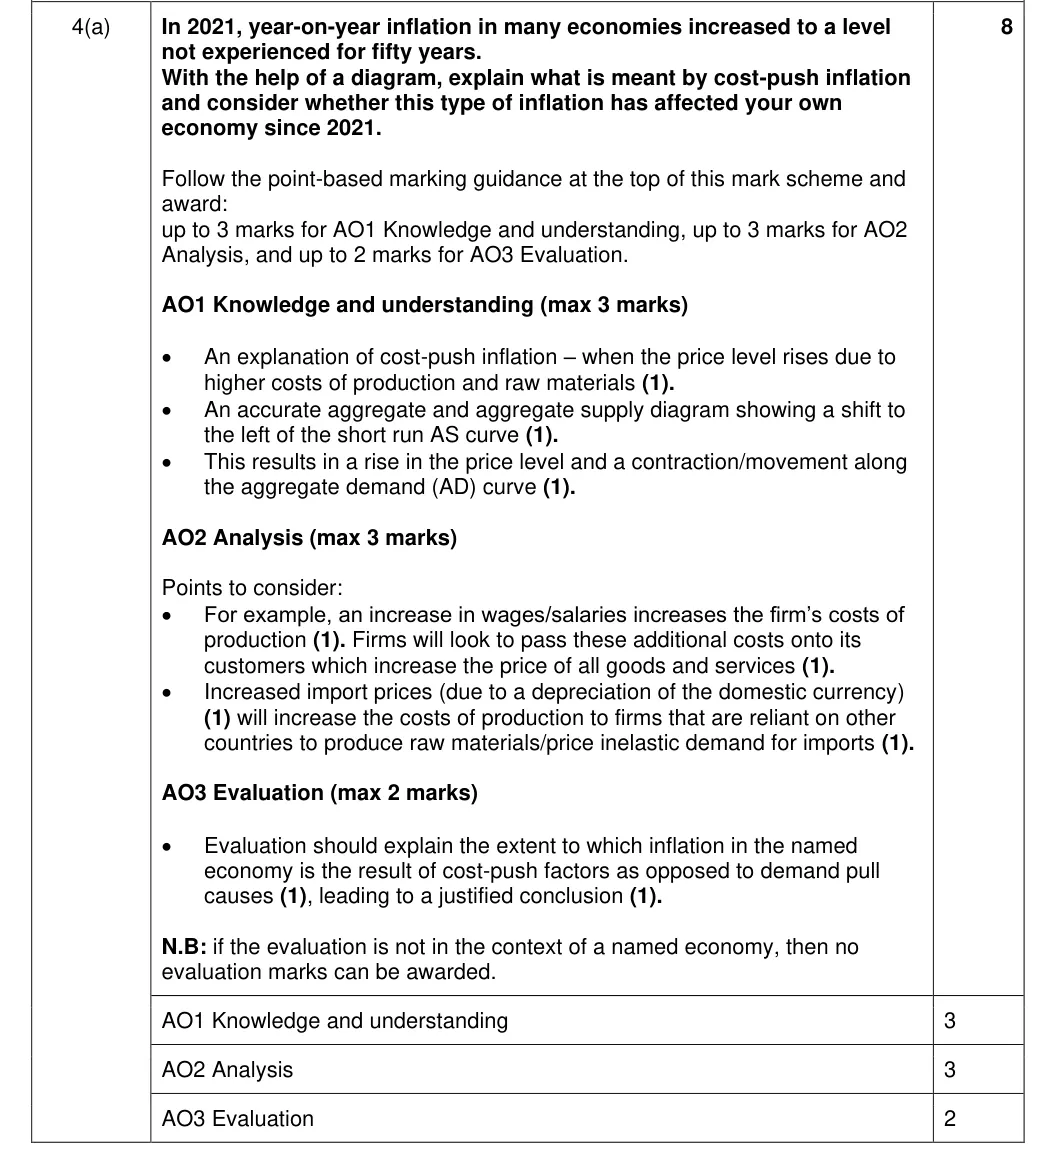 4(a) In 2021, year-on-year inflation in many economies increased to a level 8
not experienced for fifty years.
With the help of a diagram, explain what is meant by cost-push inflation
and consider whether this type of inflation has affected your own
economy since 2021.
Follow the point-based marking guidance at the top of this mark scheme and
award:
up to 3 marks for AO1 Knowledge and understanding, up to 3 marks for AO2
Analysis, and up to 2 marks for AO3 Evaluation.
AO1 Knowledge and understanding (max 3 marks)
• An explanation of cost-push inflation – when the price level rises due to
higher costs of production and raw materials (1).
• An accurate aggregate and aggregate supply diagram showing a shift to
the left of the short run AS curve (1).
• This results in a rise in the price level and a contraction/movement along
the aggregate demand (AD) curve (1).
AO2 Analysis (max 3 marks)
Points to consider:
• For example, an increase in wages/salaries increases the firm's costs of
production (1). Firms will look to pass these additional costs onto its
customers which increase the price of all goods and services (1).
• Increased import prices (due to a depreciation of the domestic currency)
(1) will increase the costs of production to firms that are reliant on other
countries to produce raw materials/price inelastic demand for imports (1).
AO3 Evaluation (max 2 marks)
• Evaluation should explain the extent to which inflation in the named
economy is the result of cost-push factors as opposed to demand pull
causes (1), leading to a justified conclusion (1).
N.B: if the evaluation is not in the context of a named economy, then no
evaluation marks can be awarded.
AO1 Knowledge and understanding 3
AO2 Analysis 3
AO3 Evaluation 2